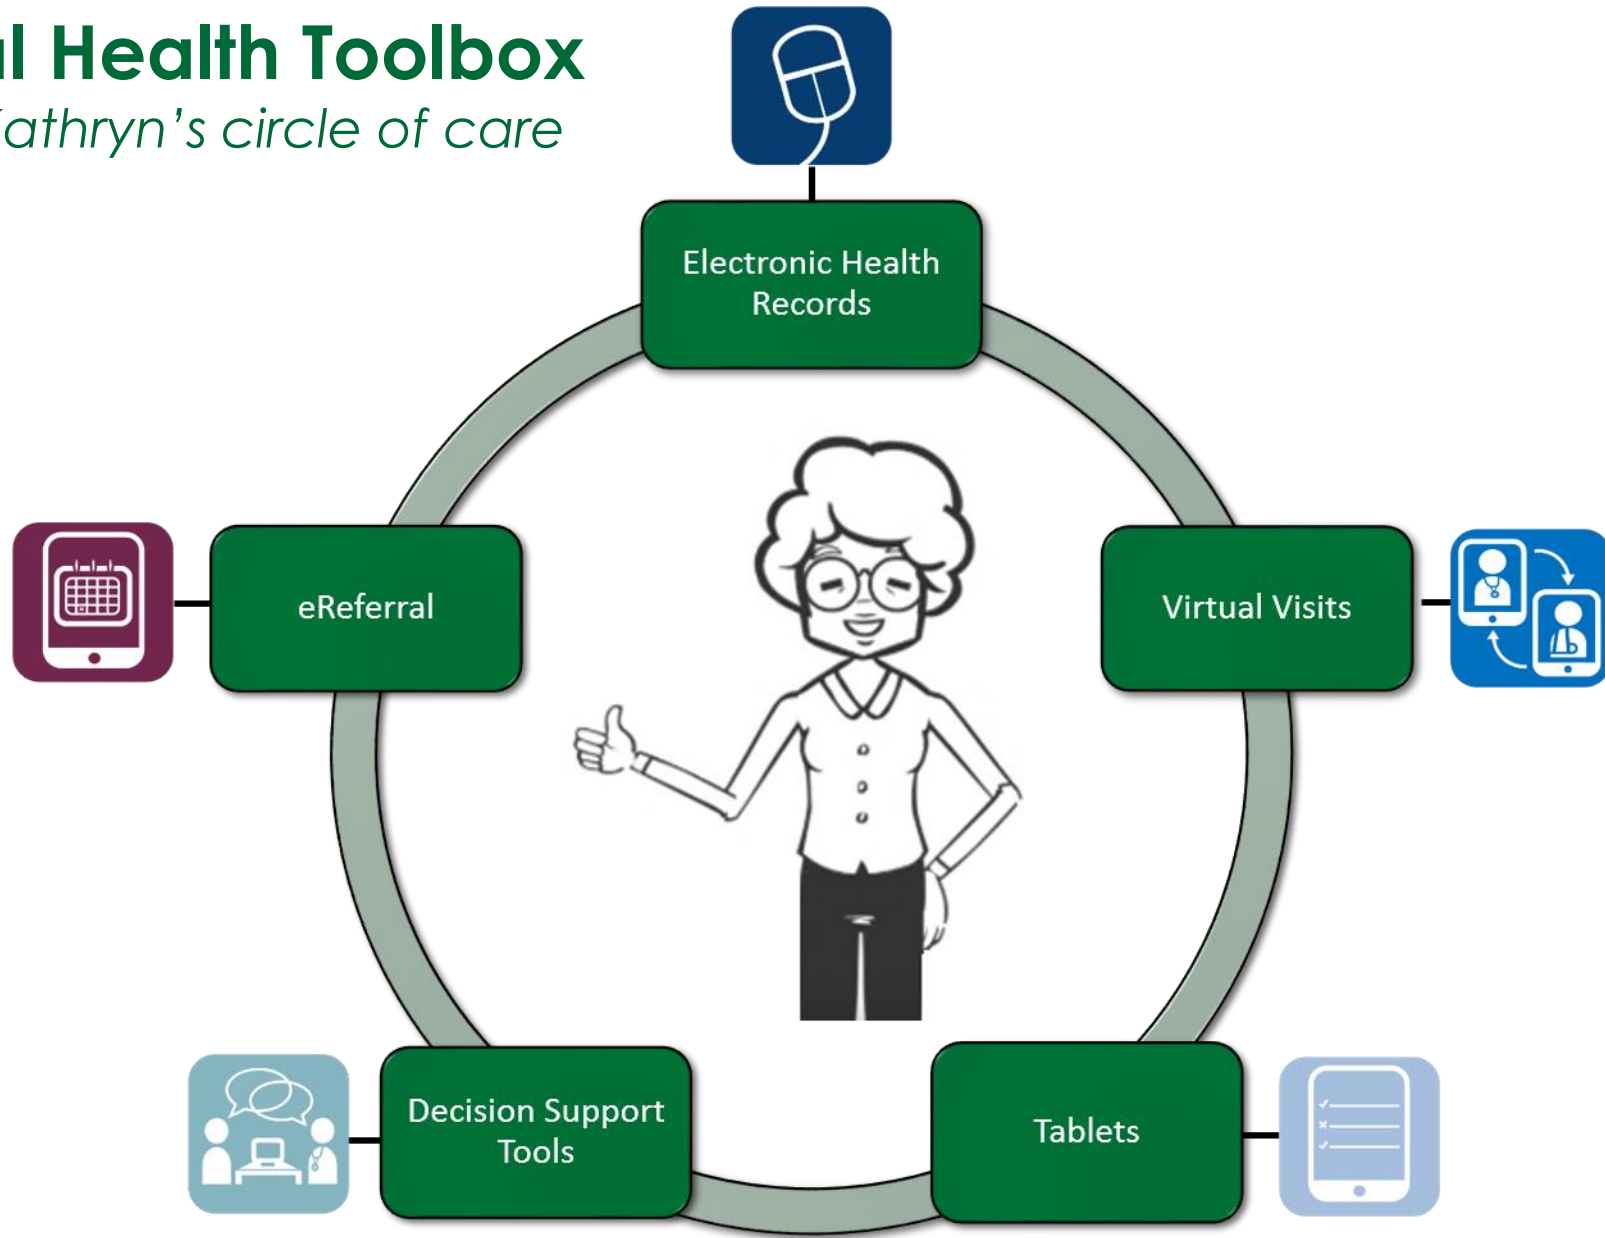 l Health Toolbox
athryn's circle of care
Electronic Health
Records
eReferral
Virtual Visits
Decision Support
Tools
Tablets